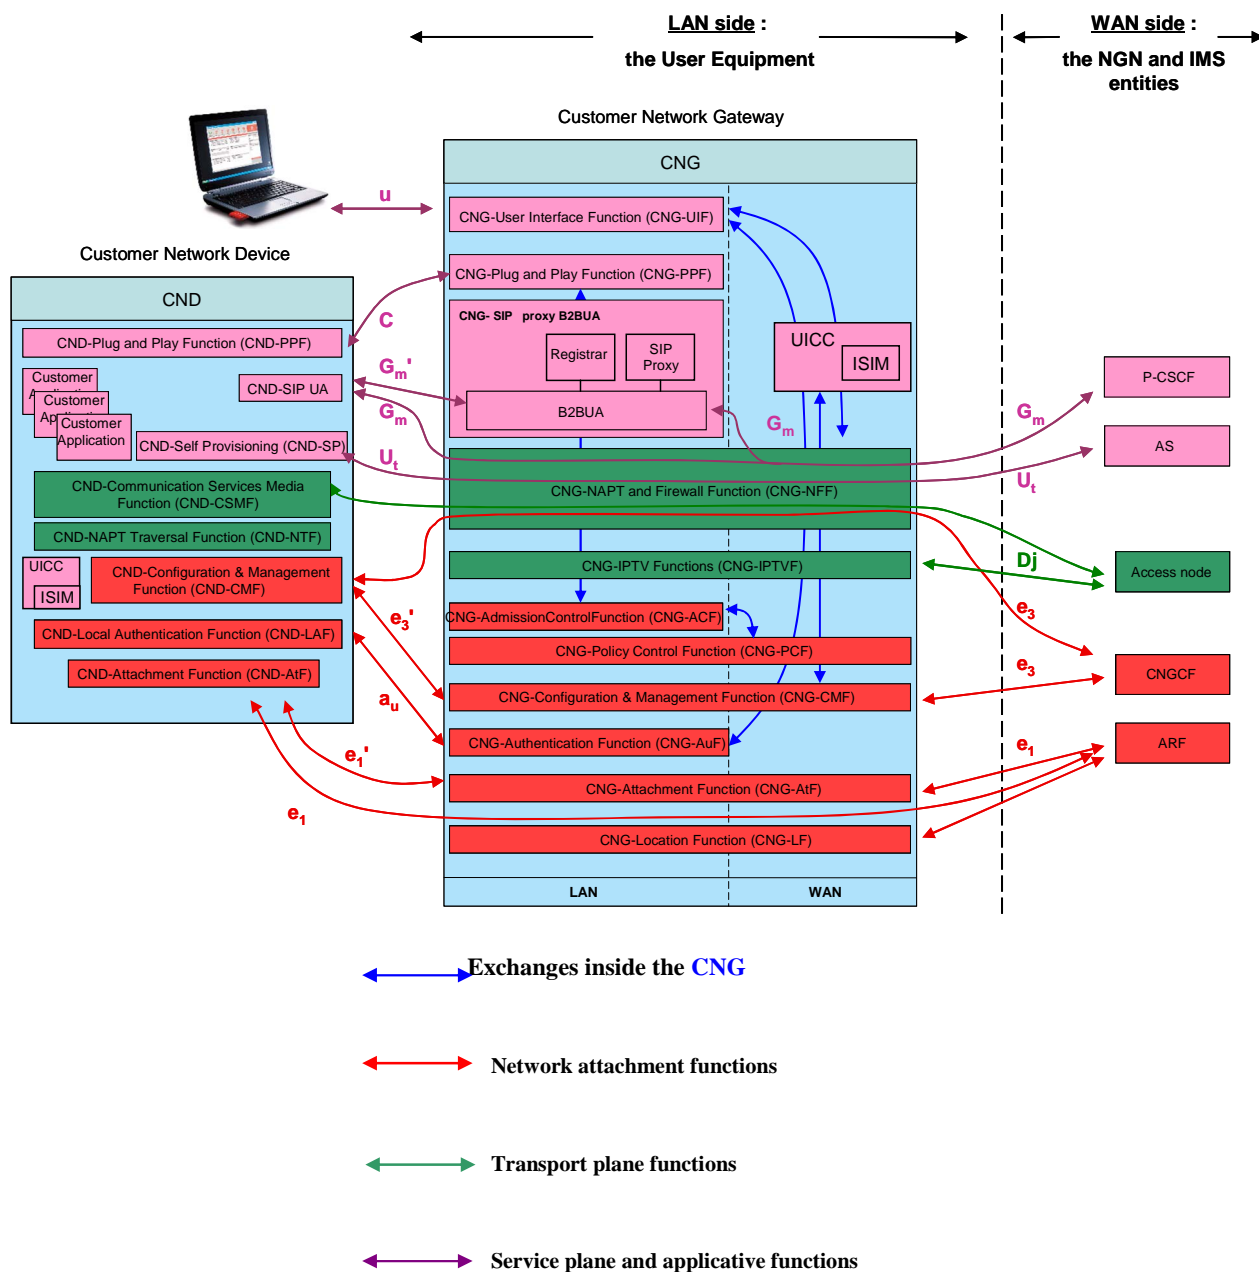 LAN side :
the User Equipment
WAN side :
the NGN and IMS
entities
Customer Network Gateway
CNG
u
CNG-User Interface Function (CNG-UIF)
Customer Network Device
CND
C
CNG-Plug and Play Function (CNG-PPF)
CNG- SIP proxy B2BUA
Registrar
SIP
Proxy
B2BUA
UICC
ISIM
CND-Plug and Play Function (CND-PPF)
Customer
Application
Customer
Application
Customer
Application
CND-SIP UA
CND-Self Provisioning (CND-SP)
Gm'
Gm
Gm
Gm
Ut
Ut
P-CSCF
AS
CND-Communication Services Media
Function (CND-CSMF)
CND-NAPT Traversal Function (CND-NTF)
CNG-NAPT and Firewall Function (CNG-NFF)
UICC
ISIM
CND-Configuration & Management
Function (CND-CMF)
CNG-IPTV Functions (CNG-IPTVF)
Dj
Access node
CND-Local Authentication Function (CND-LAF)
CND-Attachment Function (CND-AtF)
e3'
e3
CNG-AdmissionControlFunction (CNG-ACF)
CNG-Policy Control Function (CNG-PCF)
CNG-Configuration & Management Function (CNG-CMF)
e3
CNGCF
au
CNG-Authentication Function (CNG-AuF)
e1
ARF
e1'
CNG-Attachment Function (CNG-AtF)
e1
CNG-Location Function (CNG-LF)
LAN
WAN
Exchanges inside the CNG
Network attachment functions
Transport plane functions
Service plane and applicative functions